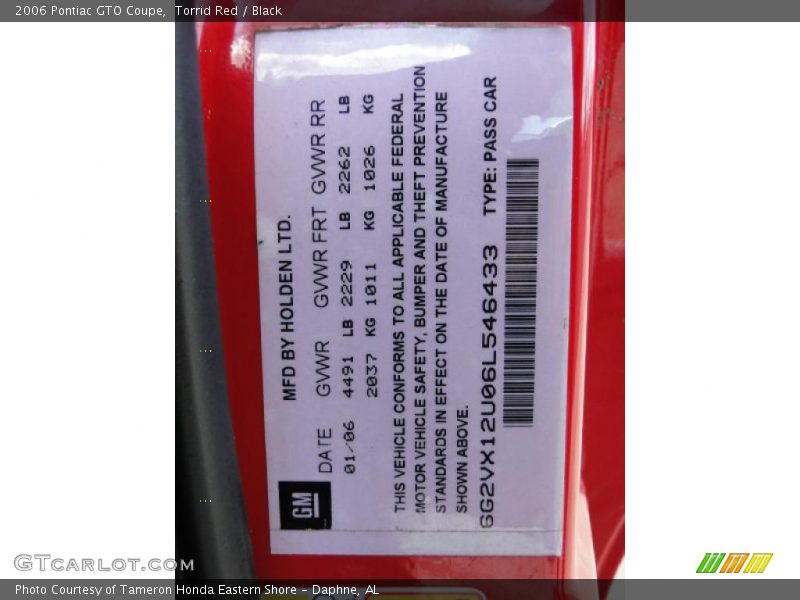 2006 Pontiac GTO Coupe, Torrid Red / Black
MFD BY HOLDEN LTD.
DATE GVWR GVWR FRT GVWR RR
01/06 4491 LB 2229 LB 2262 LB
2037 KG 1011 KG 1026 KG
THIS VEHICLE CONFORMS TO ALL APPLICABLE FEDERAL
MOTOR VEHICLE SAFETY, BUMPER AND THEFT PREVENTION
STANDARDS IN EFFECT ON THE DATE OF MANUFACTURE
SHOWN ABOVE.
6G2VX12U06L546433 TYPE: PASS CAR
GM
GTCarLot.com
Photo Courtesy of Tameron Honda Eastern Shore - Daphne, AL